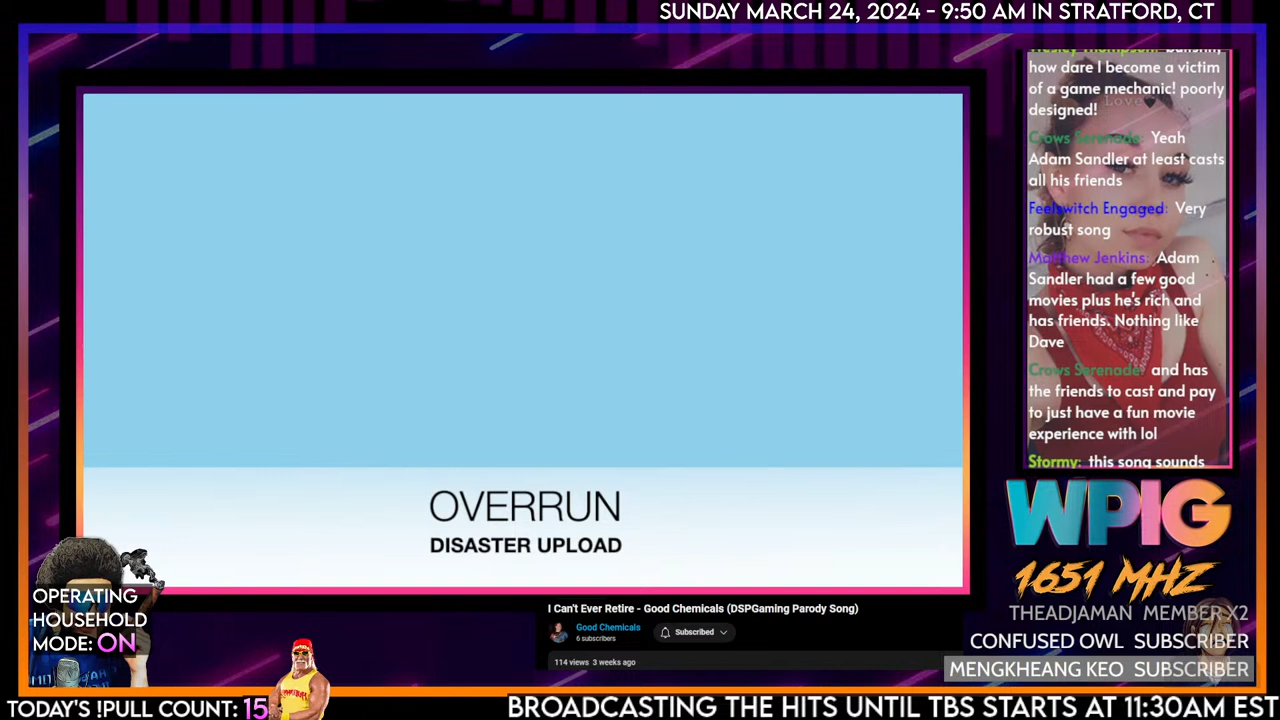 SUNDAY MARCH 24, 2024 - 9:50 AM IN STRATFORD, CT
how dare I become a victim
of a game mechanic! poorly
designed!
Love
Crows Serenade: Yeah
Adam Sandler at least casts
all his friends
Feelswitch Engaged: Very
robust song
Matthew Jenkins: Adam
Sandler had a few good
movies plus he's rich and
has friends. Nothing like
Dave
Crows Serenade: and has
the friends to cast and pay
to just have a fun movie
experience with lol
Stormy: this song sounds
OVERRUN
DISASTER UPLOAD
WPIG
1651 MHZ
THEADJAMAN MEMBER X2
CONFUSED OWL SUBSCRIBER
MENGKHEANG KEO SUBSCRIBER
OPERATING
HOUSEHOLD
MODE: ON
I Can't Ever Retire - Good Chemicals (DSPGaming Parody Song)
Good Chemicals
6 subscribers
Subscribed
114 views 3 weeks ago
TODAY'S !PULL COUNT: 15
BROADCASTING THE HITS UNTIL TBS STARTS AT 11:30AM EST